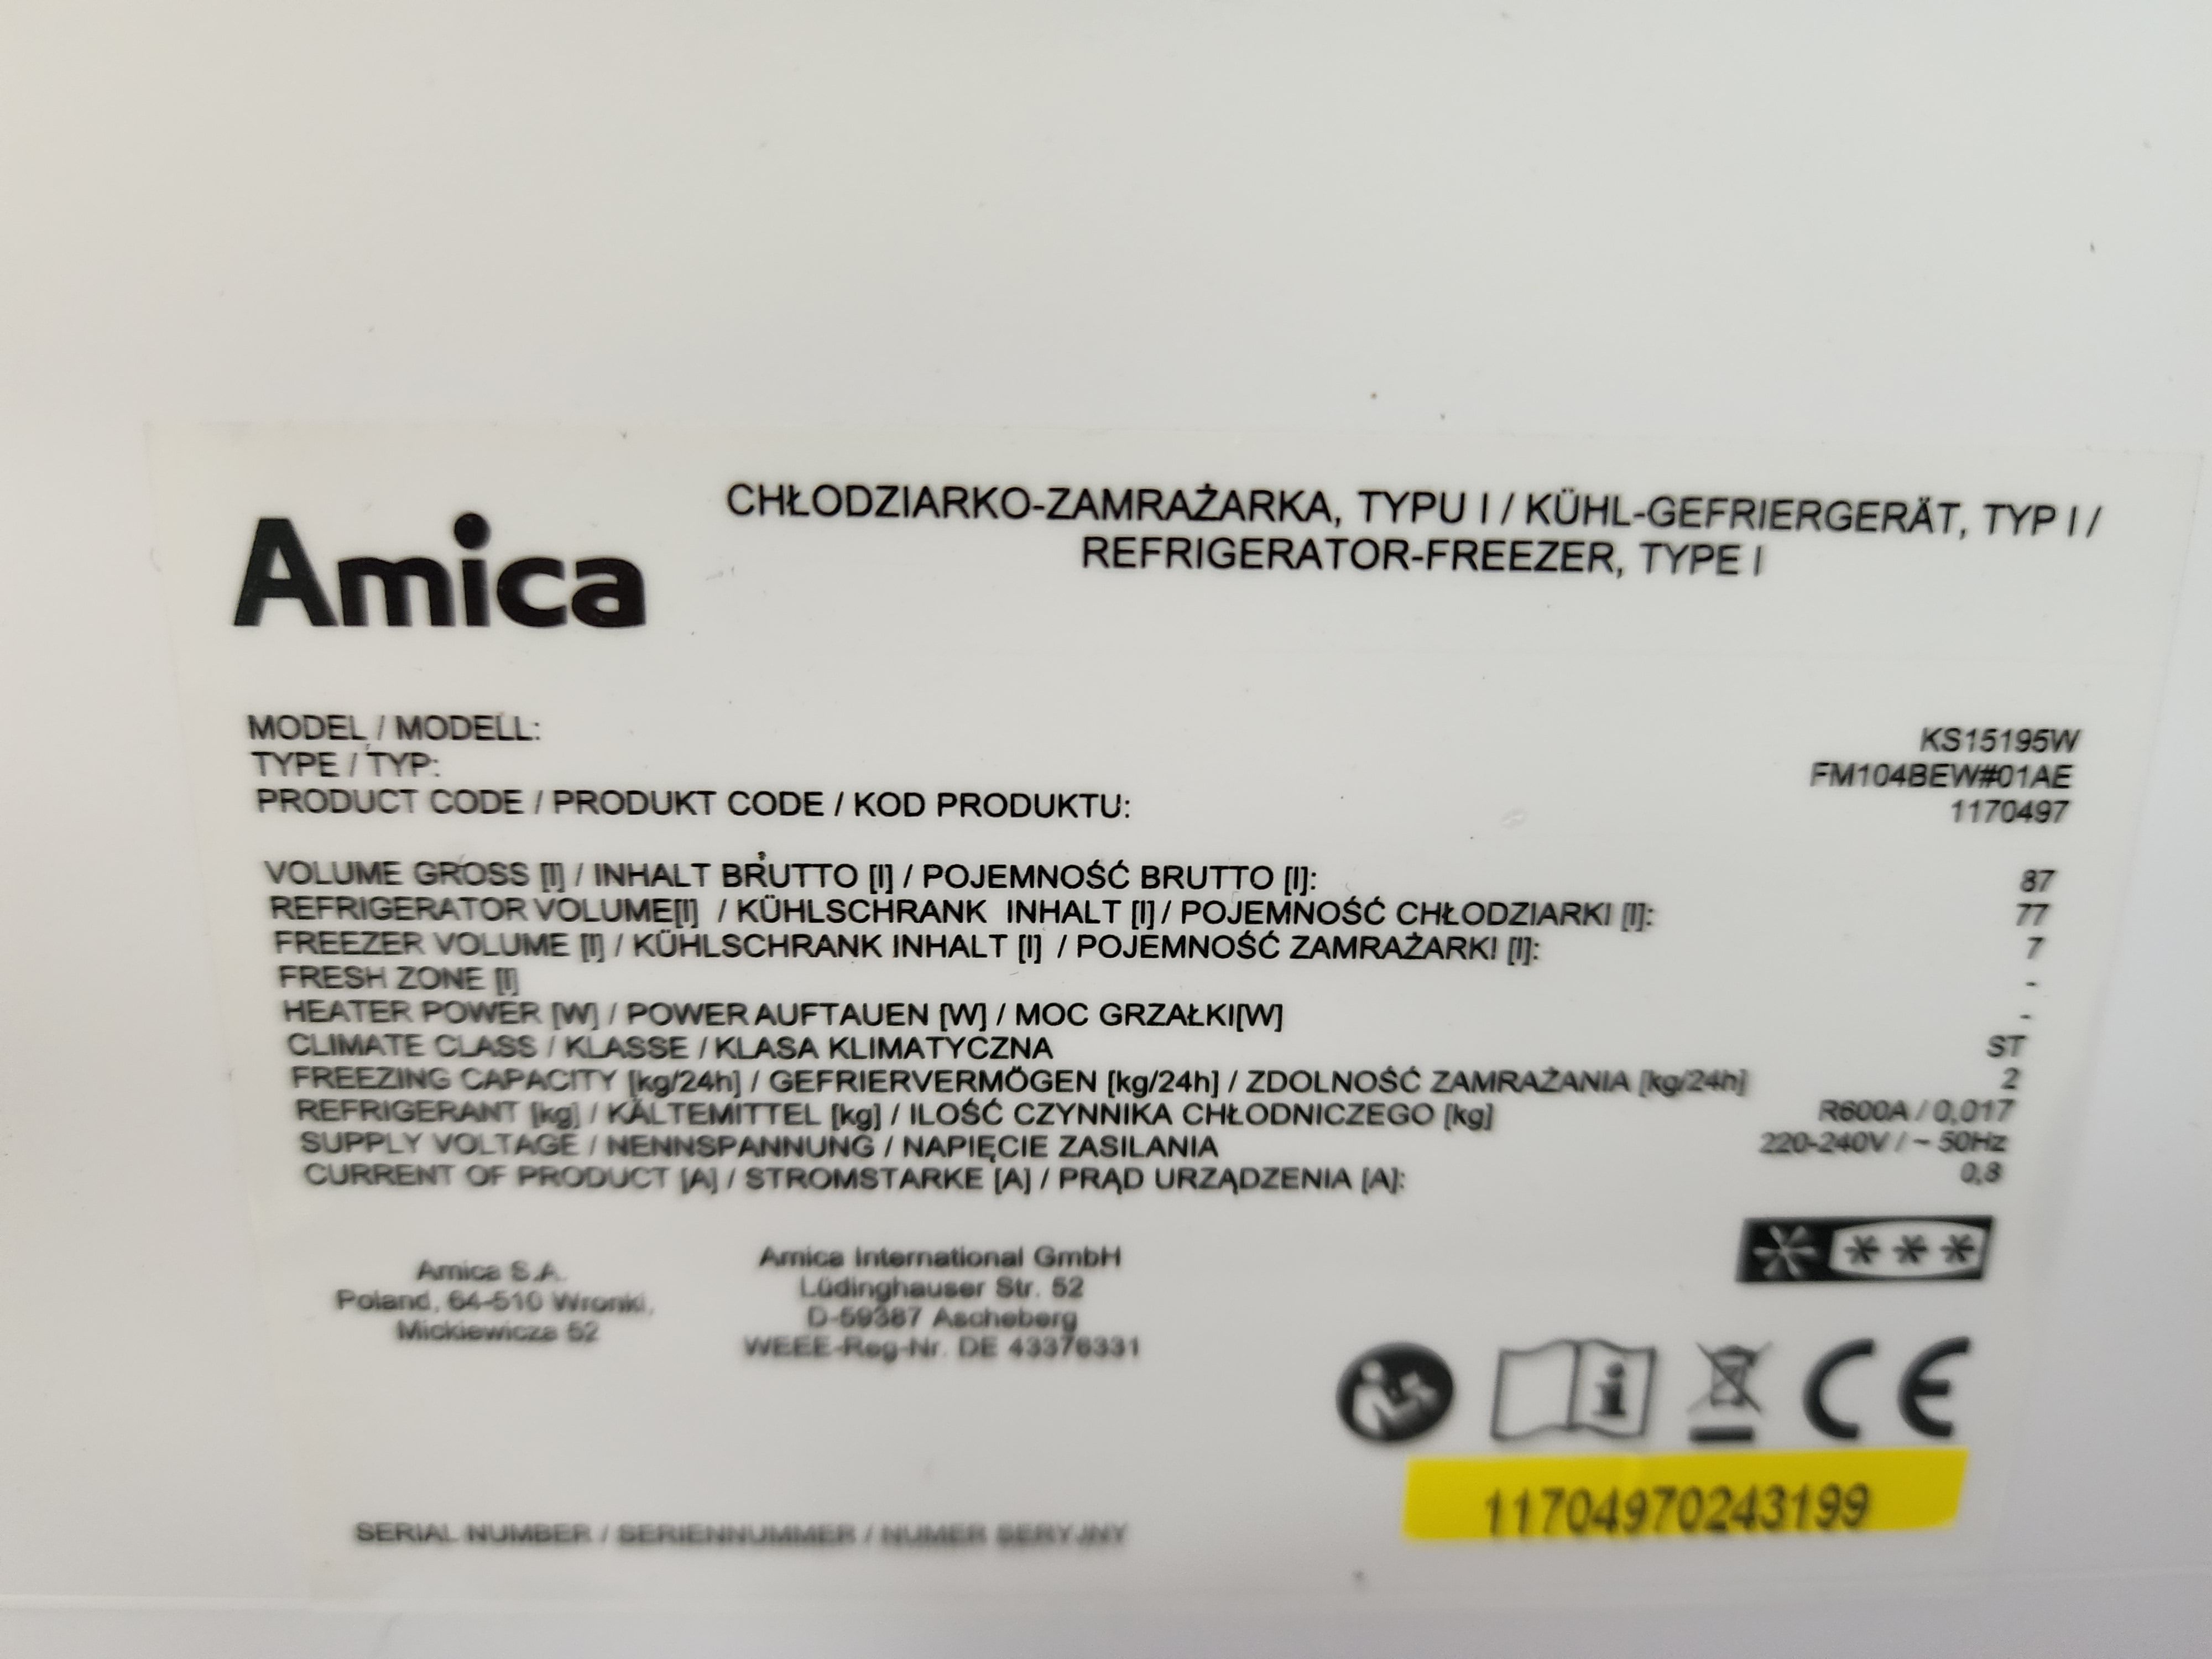 Amica
CHŁODZIARKO-ZAMRAŻARKA, TYPU I / KÜHL-GEFRIERGERÄT, TYP I /
REFRIGERATOR-FREEZER, TYPE I
MODEL / MODELL: KS15195W
TYPE / TYP: FM104BEW#01AE
PRODUCT CODE / PRODUKT CODE / KOD PRODUKTU: 1170497
VOLUME GROSS [l] / INHALT BRUTTO [l] / POJEMNOŚĆ BRUTTO [l]: 87
REFRIGERATOR VOLUME[l] / KÜHLSCHRANK INHALT [l] / POJEMNOŚĆ CHŁODZIARKI [l]: 77
FREEZER VOLUME [l] / KÜHLSCHRANK INHALT [l] / POJEMNOŚĆ ZAMRAŻARKI [l]: 7
FRESH ZONE [l] -
HEATER POWER [W] / POWER AUFTAUEN [W] / MOC GRZAŁKI[W] -
CLIMATE CLASS / KLASSE / KLASA KLIMATYCZNA ST
FREEZING CAPACITY [kg/24h] / GEFRIERVERMÖGEN [kg/24h] / ZDOLNOŚĆ ZAMRAŻANIA [kg/24h] 2
REFRIGERANT [kg] / KÄLTEMITTEL [kg] / ILOŚĆ CZYNNIKA CHŁODNICZEGO [kg] R600A / 0,017
SUPPLY VOLTAGE / NENNSPANNUNG / NAPIĘCIE ZASILANIA 220-240V / ~ 50Hz
CURRENT OF PRODUCT [A] / STROMSTARKE [A] / PRĄD URZĄDZENIA [A]: 0,8
Amica S.A.
Poland, 64-510 Wronki,
Mickiewicza 52
Amica International GmbH
Lüdinghauser Str. 52
D-59387 Ascheberg
WEEE-Reg-Nr. DE 43376331
CE
SERIAL NUMBER / SERIENNUMMER / NUMER SERYJNY 11704970243199